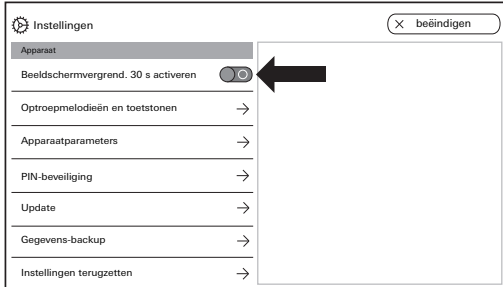 Instellingen
beëindigen
Apparaat
Beeldschermvergrend. 30 s activeren
Optroepmelodieën en toetstonen
Apparaatparameters
PIN-beveiliging
Update
Gegevens-backup
Instellingen terugzetten